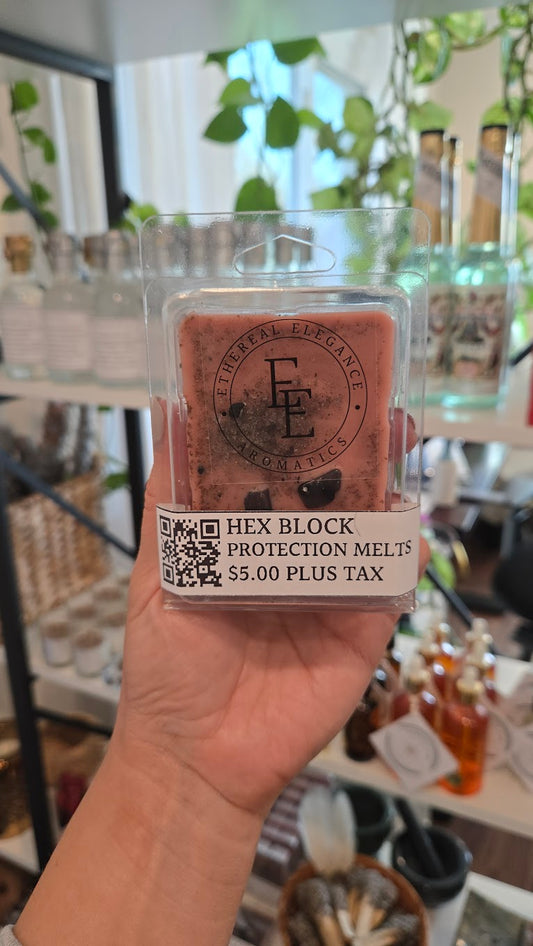 ETHEREAL ELEGANCE
EE
AROMATICS
HEX BLOCK
PROTECTION MELTS
$5.00 PLUS TAX